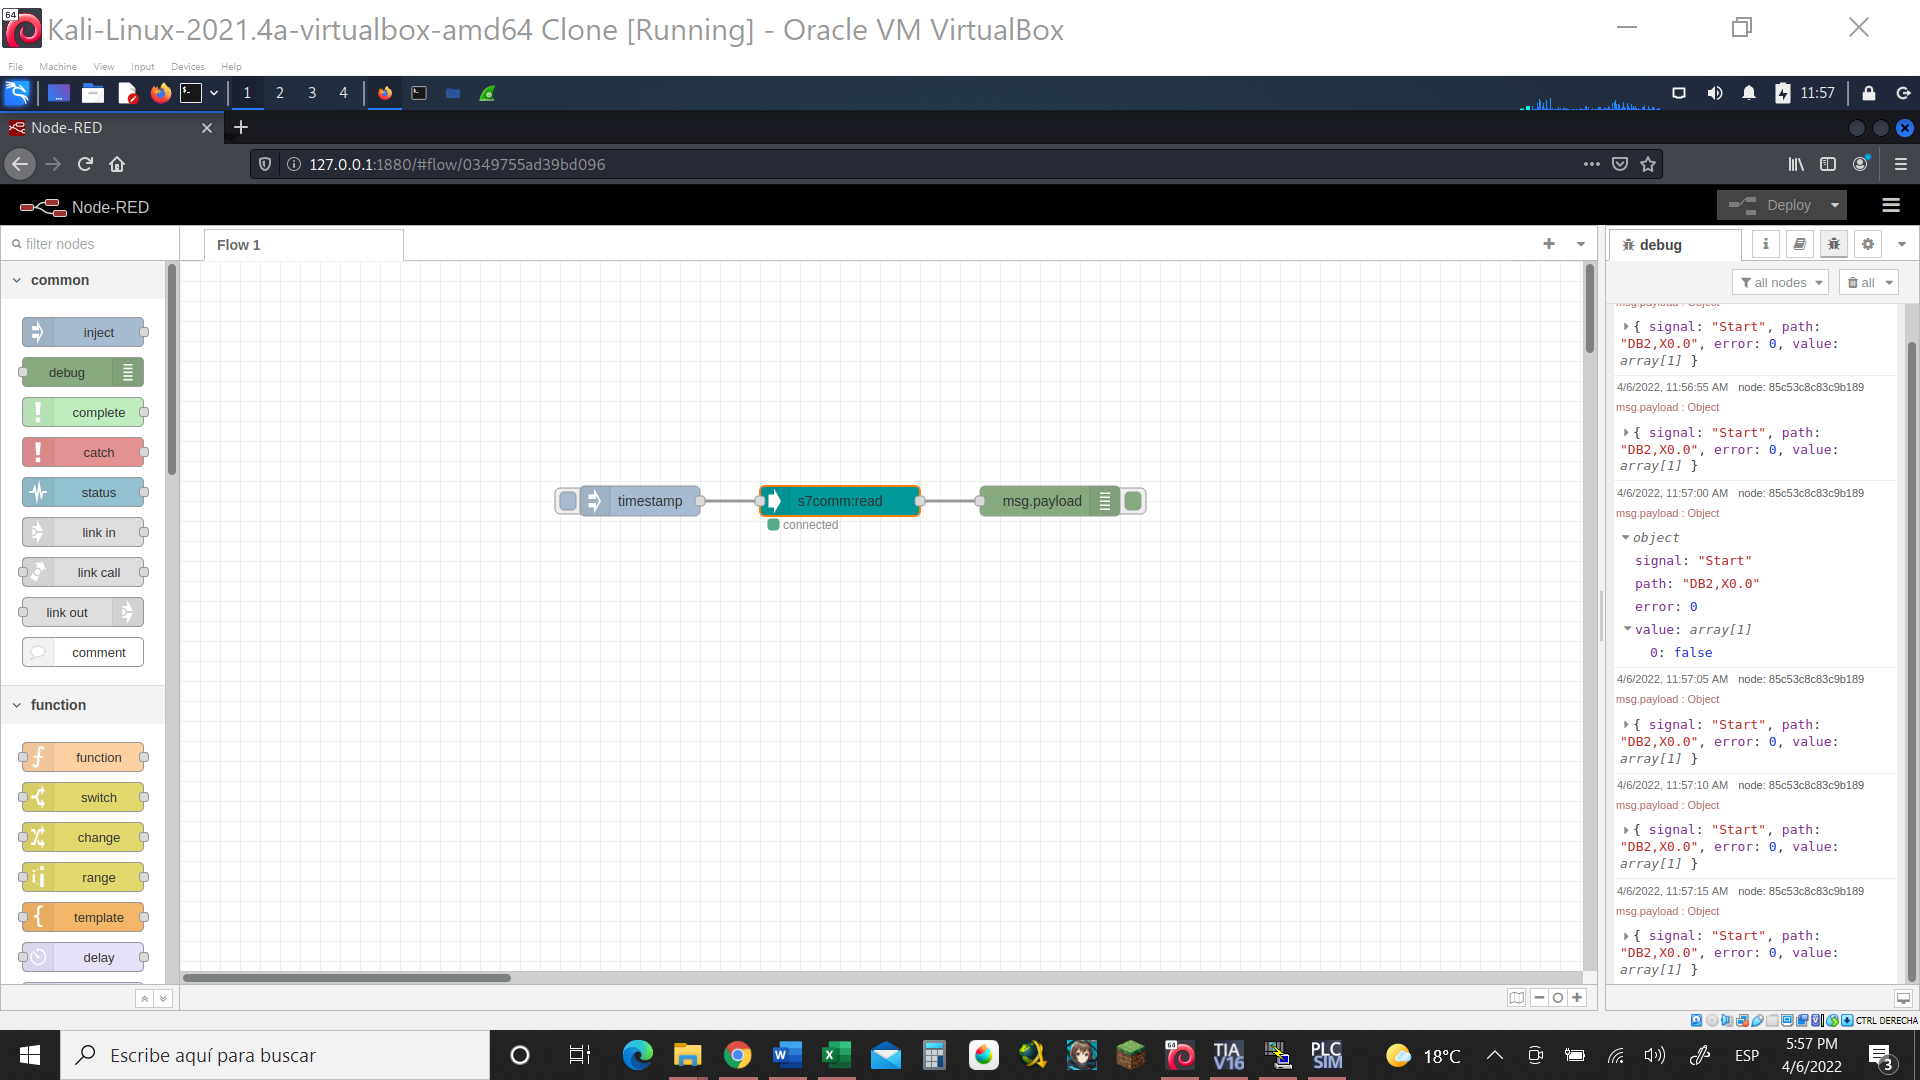 64
Kali-Linux-2021.4a-virtualbox-amd64 Clone [Running] - Oracle VM VirtualBox
File Machine View Input Devices Help
1 2 3 4 11:57
Node-RED
127.0.0.1:1880/#flow/0349755ad39bd096
Node-RED
Deploy
filter nodes
Flow 1
debug
common
all nodes
all
inject
debug
complete
catch
status
link in
link call
link out
comment
function
function
switch
change
range
template
delay
timestamp
s7comm:read
connected
msg.payload
msg.payload : Object
{ signal: "Start", path:
"DB2,X0.0", error: 0, value:
array[1] }
4/6/2022, 11:56:55 AM node: 85c53c8c83c9b189
msg.payload : Object
{ signal: "Start", path:
"DB2,X0.0", error: 0, value:
array[1] }
4/6/2022, 11:57:00 AM node: 85c53c8c83c9b189
msg.payload : Object
object
signal: "Start"
path: "DB2,X0.0"
error: 0
value: array[1]
0: false
4/6/2022, 11:57:05 AM node: 85c53c8c83c9b189
msg.payload : Object
{ signal: "Start", path:
"DB2,X0.0", error: 0, value:
array[1] }
4/6/2022, 11:57:10 AM node: 85c53c8c83c9b189
msg.payload : Object
{ signal: "Start", path:
"DB2,X0.0", error: 0, value:
array[1] }
4/6/2022, 11:57:15 AM node: 85c53c8c83c9b189
msg.payload : Object
{ signal: "Start", path:
"DB2,X0.0", error: 0, value:
array[1] }
CTRL DERECHA
Escribe aquí para buscar
64
TIA
V16
PLC
SIM
18°C
ESP
5:57 PM
4/6/2022
3